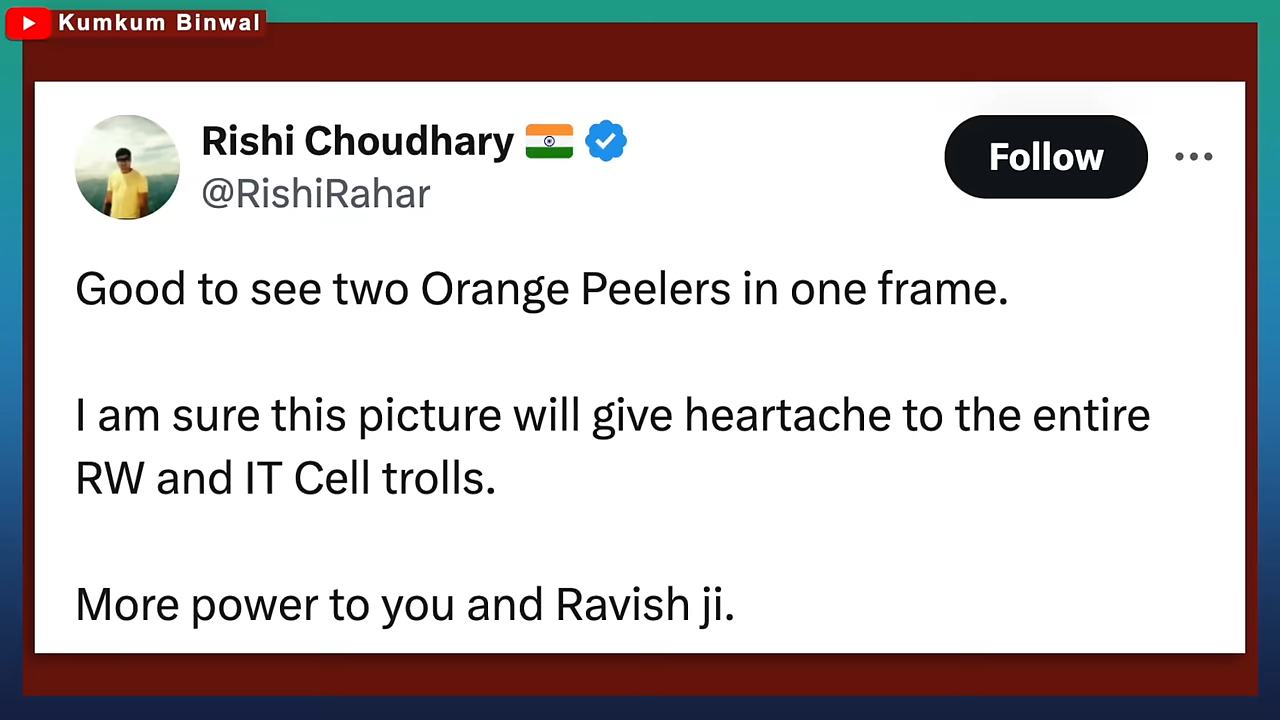 Kumkum Binwal
Rishi Choudhary
@RishiRahar
Follow
Good to see two Orange Peelers in one frame.
I am sure this picture will give heartache to the entire
RW and IT Cell trolls.
More power to you and Ravish ji.